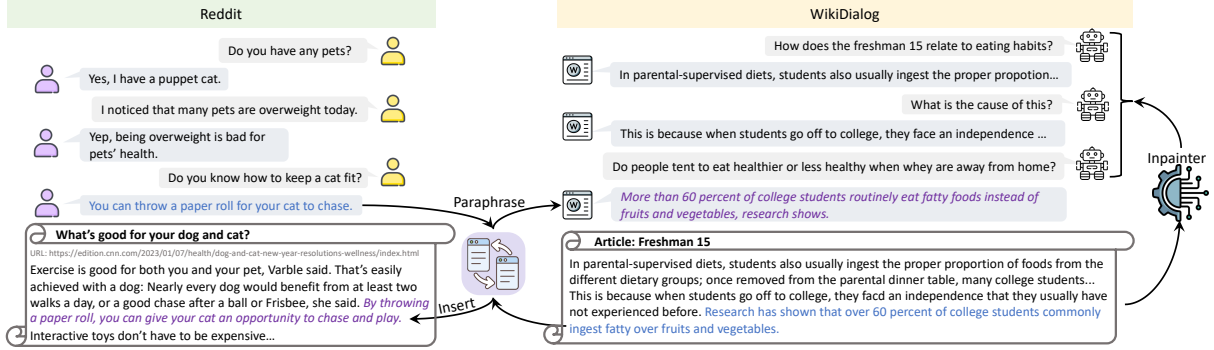 Reddit
Do you have any pets?
Yes, I have a puppet cat.
I noticed that many pets are overweight today.
Yep, being overweight is bad for
pets' health.
Do you know how to keep a cat fit?
You can throw a paper roll for your cat to chase.
What's good for your dog and cat?
URL: https://edition.cnn.com/2023/01/07/health/dog-and-cat-new-year-resolutions-wellness/index.html
Exercise is good for both you and your pet, Varble said. That's easily
achieved with a dog: Nearly every dog would benefit from at least two
walks a day, or a good chase after a ball or Frisbee, she said. By throwing
a paper roll, you can give your cat an opportunity to chase and play.
Interactive toys don't have to be expensive…
Paraphrase
Insert
WikiDialog
How does the freshman 15 relate to eating habits?
W
In parental-supervised diets, students also usually ingest the proper propotion…
What is the cause of this?
W
This is because when students go off to college, they face an independence …
Do people tent to eat healthier or less healthy when whey are away from home?
W
More than 60 percent of college students routinely eat fatty foods instead of
fruits and vegetables, research shows.
Inpainter
Article: Freshman 15
In parental-supervised diets, students also usually ingest the proper proportion of foods from the
different dietary groups; once removed from the parental dinner table, many college students...
This is because when students go off to college, they facd an independence that they usually have
not experienced before. Research has shown that over 60 percent of college students commonly
ingest fatty over fruits and vegetables.